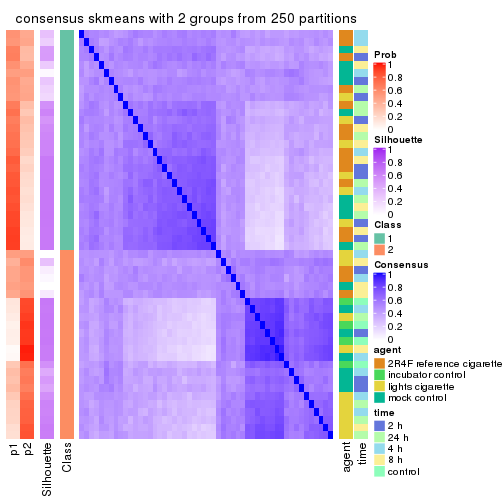 consensus skmeans with 2 groups from 250 partitions
Prob
1
0.8
0.6
0.4
0.2
0
Silhouette
1
0.8
0.6
0.4
0.2
0
Class
1
2
Consensus
1
0.8
0.6
0.4
0.2
0
agent
2R4F reference cigarette
incubator control
lights cigarette
mock control
time
2 h
24 h
4 h
8 h
control
p1
p2
Silhouette
Class
agent
time